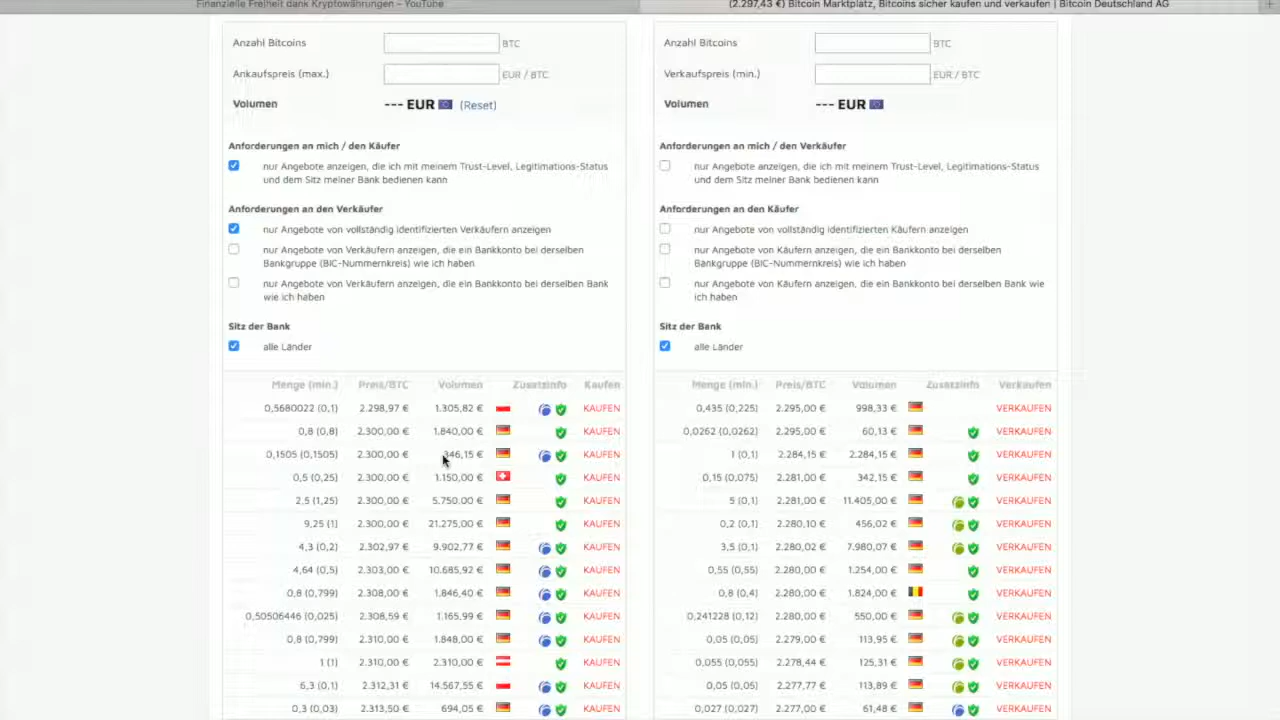 Finanzielle Freiheit dank Kryptowährungen – YouTube
(2.297,43 €) Bitcoin Marktplatz, Bitcoins sicher kaufen und verkaufen | Bitcoin Deutschland AG
Anzahl Bitcoins BTC
Ankaufspreis (max.) EUR / BTC
Volumen --- EUR (Reset)
Anforderungen an mich / den Käufer
nur Angebote anzeigen, die ich mit meinem Trust-Level, Legitimations-Status
und dem Sitz meiner Bank bedienen kann
Anforderungen an den Verkäufer
nur Angebote von vollständig identifizierten Verkäufern anzeigen
nur Angebote von Verkäufern anzeigen, die ein Bankkonto bei derselben
Bankgruppe (BIC-Nummernkreis) wie ich haben
nur Angebote von Verkäufern anzeigen, die ein Bankkonto bei derselben Bank
wie ich haben
Sitz der Bank
alle Länder
Menge (min.) Preis/BTC Volumen Zusatzinfo Kaufen
0,5680022 (0,1) 2.298,97 € 1.305,82 € KAUFEN
0,8 (0,8) 2.300,00 € 1.840,00 € KAUFEN
0,1505 (0,1505) 2.300,00 € 346,15 € KAUFEN
0,5 (0,25) 2.300,00 € 1.150,00 € KAUFEN
2,5 (1,25) 2.300,00 € 5.750,00 € KAUFEN
9,25 (1) 2.300,00 € 21.275,00 € KAUFEN
4,3 (0,2) 2.302,97 € 9.902,77 € KAUFEN
4,64 (0,5) 2.303,00 € 10.685,92 € KAUFEN
0,8 (0,799) 2.308,00 € 1.846,40 € KAUFEN
0,50506446 (0,025) 2.308,59 € 1.165,99 € KAUFEN
0,8 (0,799) 2.310,00 € 1.848,00 € KAUFEN
1 (1) 2.310,00 € 2.310,00 € KAUFEN
6,3 (0,1) 2.312,31 € 14.567,55 € KAUFEN
0,3 (0,03) 2.313,50 € 694,05 € KAUFEN
Anzahl Bitcoins BTC
Verkaufspreis (min.) EUR / BTC
Volumen --- EUR
Anforderungen an mich / den Verkäufer
nur Angebote anzeigen, die ich mit meinem Trust-Level, Legitimations-Status
und dem Sitz meiner Bank bedienen kann
Anforderungen an den Käufer
nur Angebote von vollständig identifizierten Käufern anzeigen
nur Angebote von Käufern anzeigen, die ein Bankkonto bei derselben
Bankgruppe (BIC-Nummernkreis) wie ich haben
nur Angebote von Käufern anzeigen, die ein Bankkonto bei derselben Bank wie
ich haben
Sitz der Bank
alle Länder
Menge (min.) Preis/BTC Volumen Zusatzinfo Verkaufen
0,435 (0,225) 2.295,00 € 998,33 € VERKAUFEN
0,0262 (0,0262) 2.295,00 € 60,13 € VERKAUFEN
1 (0,1) 2.284,15 € 2.284,15 € VERKAUFEN
0,15 (0,075) 2.281,00 € 342,15 € VERKAUFEN
5 (0,1) 2.281,00 € 11.405,00 € VERKAUFEN
0,2 (0,1) 2.280,10 € 456,02 € VERKAUFEN
3,5 (0,1) 2.280,02 € 7.980,07 € VERKAUFEN
0,55 (0,55) 2.280,00 € 1.254,00 € VERKAUFEN
0,8 (0,4) 2.280,00 € 1.824,00 € VERKAUFEN
0,241228 (0,12) 2.280,00 € 550,00 € VERKAUFEN
0,05 (0,05) 2.279,00 € 113,95 € VERKAUFEN
0,055 (0,055) 2.278,44 € 125,31 € VERKAUFEN
0,05 (0,05) 2.277,77 € 113,89 € VERKAUFEN
0,027 (0,027) 2.277,00 € 61,48 € VERKAUFEN